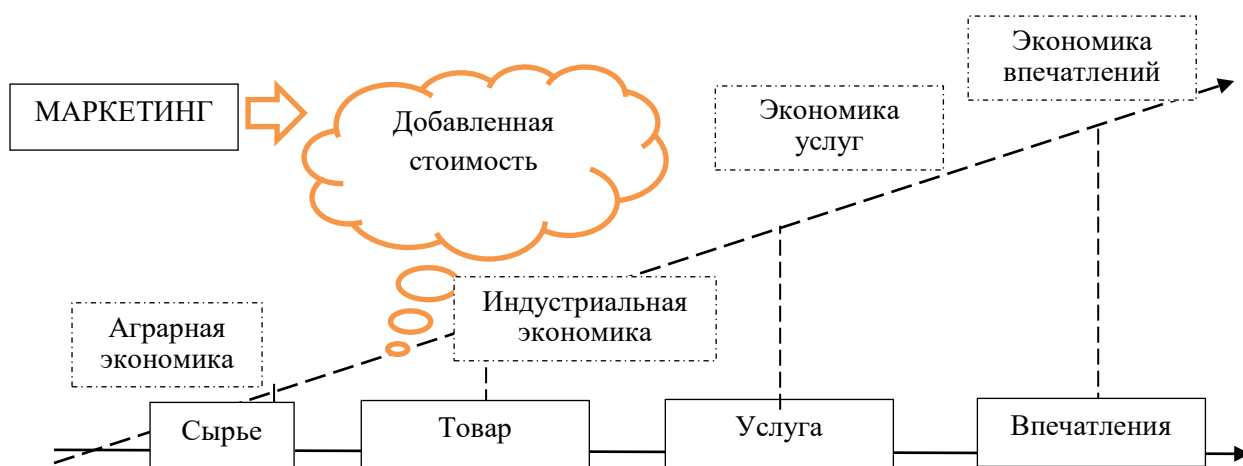 Экономика
впечатлений
МАРКЕТИНГ
Добавленная
стоимость
Экономика
услуг
Индустриальная
экономика
Аграрная
экономика
Сырье
Товар
Услуга
Впечатления